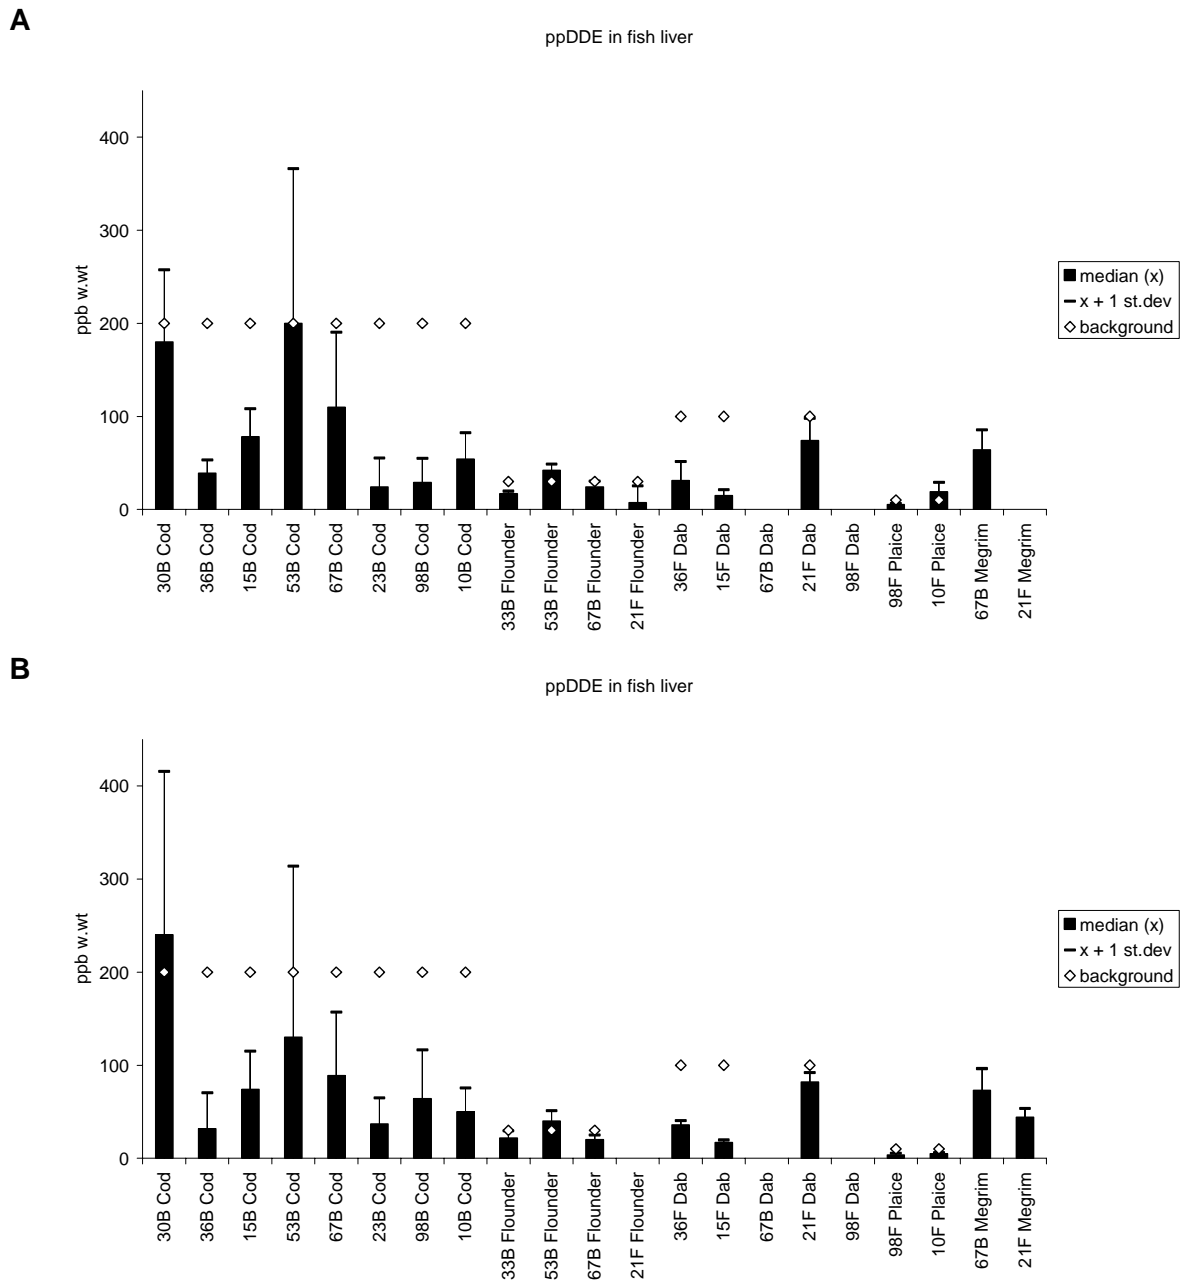 A
ppDDE in fish liver
400
300
200
100
0
ppb w.wt
median (x)
x + 1 st.dev
background
30B Cod
36B Cod
15B Cod
53B Cod
67B Cod
23B Cod
98B Cod
10B Cod
33B Flounder
53B Flounder
67B Flounder
21F Flounder
36F Dab
15F Dab
67B Dab
21F Dab
98F Dab
98F Plaice
10F Plaice
67B Megrim
21F Megrim
B
ppDDE in fish liver
400
300
200
100
0
ppb w.wt
median (x)
x + 1 st.dev
background
30B Cod
36B Cod
15B Cod
53B Cod
67B Cod
23B Cod
98B Cod
10B Cod
33B Flounder
53B Flounder
67B Flounder
21F Flounder
36F Dab
15F Dab
67B Dab
21F Dab
98F Dab
98F Plaice
10F Plaice
67B Megrim
21F Megrim